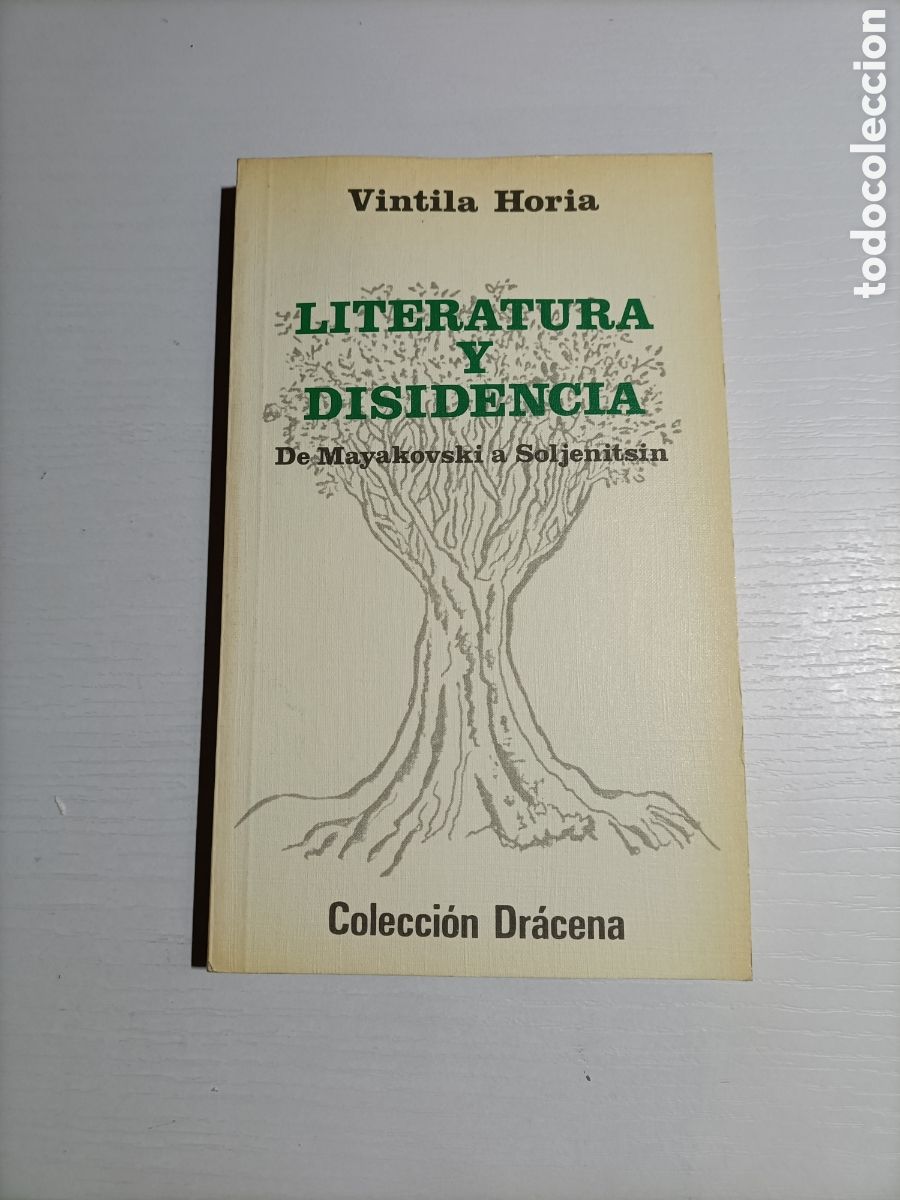 Vintila Horia
LITERATURA
Y
DISIDENCIA
De Mayakovski a Soljenitsin
Colección Drácena
todocoleccion